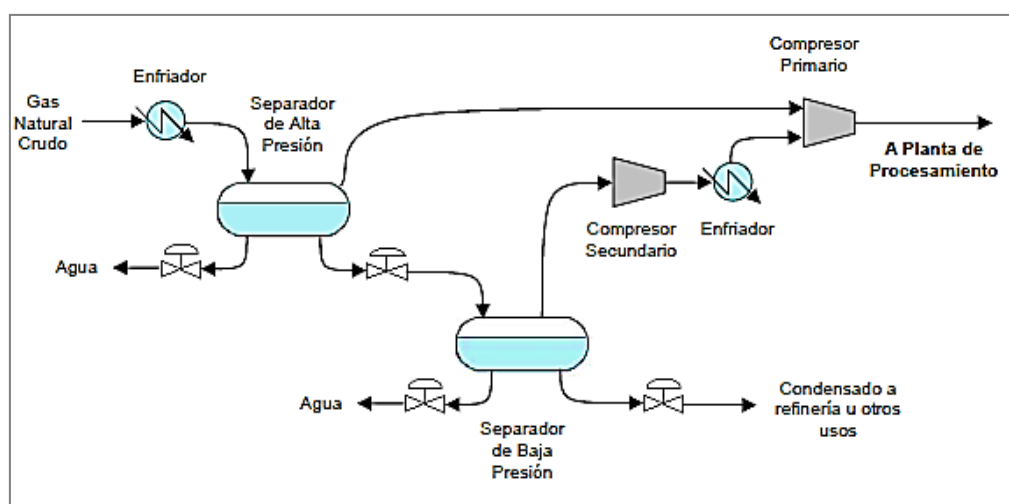 Compresor
Primario
Enfriador
Gas
Natural
Crudo
Separador
de Alta
Presión
A Planta de
Procesamiento
Compresor
Secundario
Enfriador
Agua
Agua
Separador
de Baja
Presión
Condensado a
refinería u otros
usos